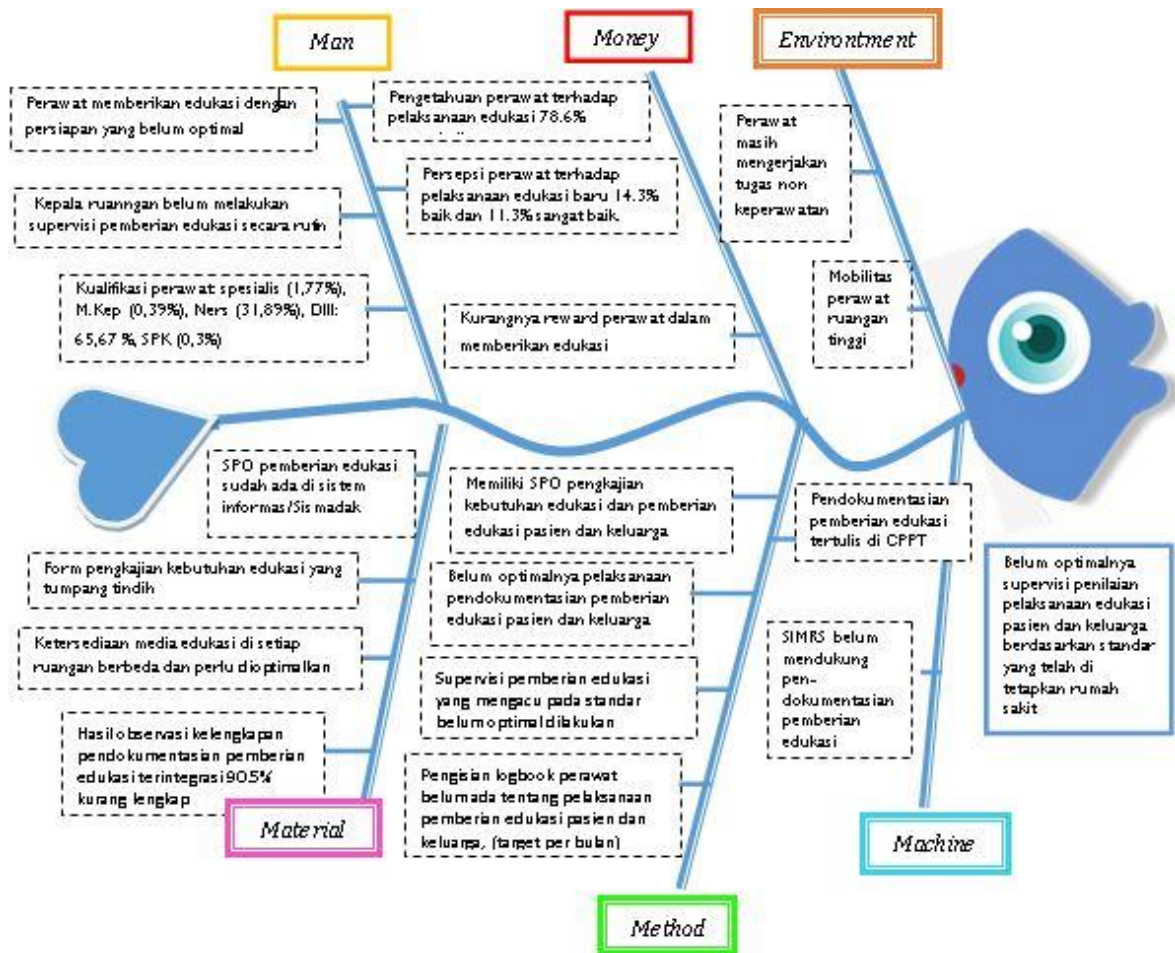 Man
Money
Environtment
Perawat memberikan edukasi dengan
persiapan yang belum optimal
Pengetahuan perawat terhadap
pelaksanaan edukasi 78.6%
Perawat
masih
mengerjakan
tugas non
keperawatan
Kepala ruanngan belum melakukan
supervisi pemberian edukasi secara rutin
Persepsi perawat terhadap
pelaksanaan edukasi baru 14.3%
baik dan 11.3% sangat baik.
Kualifikasi perawat spesialis (1,77%),
M.Kep (0,39%), Ners (31,89%), DIII:
65,67 %, SPK (0,3%)
Kurangnya reward perawat dalam
memberikan edukasi
Mobilitas
perawat
ruangan
tinggi
SPO pemberian edukasi
sudah ada di sistem
informas/Sismadak
Form pengkajian kebutuhan edukasi yang
tumpang tindih
Ketersediaan media edukasi di setiap
ruangan berbeda dan perlu dioptimalkan
Hasil observasi kelengkapan
pendokumentasian pemberian
edukasi terintegrasi 90.5%
kurang lengkap
Material
Memiliki SPO pengkajian
kebutuhan edukasi dan pemberian
edukasi pasien dan keluarga
Belum optimalnya pelaksanaan
pendokumentasian pemberian
edukasi pasien dan keluarga
Supervisi pemberian edukasi
yang mengacu pada standar
belum optimal dilakukan
Pengisian logbook perawat
belum ada tentang pelaksanaan
pemberian edukasi pasien dan
keluarga, (target per bulan)
Method
Pendokumentasian
pemberian edukasi
tertulis di CPPT
SIMRS belum
mendukung
pen-
dokumentasian
pemberian
edukasi
Machine
Belum optimalnya
supervisi penilaian
pelaksanaan edukasi
pasien dan keluarga
berdasarkan standar
yang telah di
tetapkan rumah
sakit